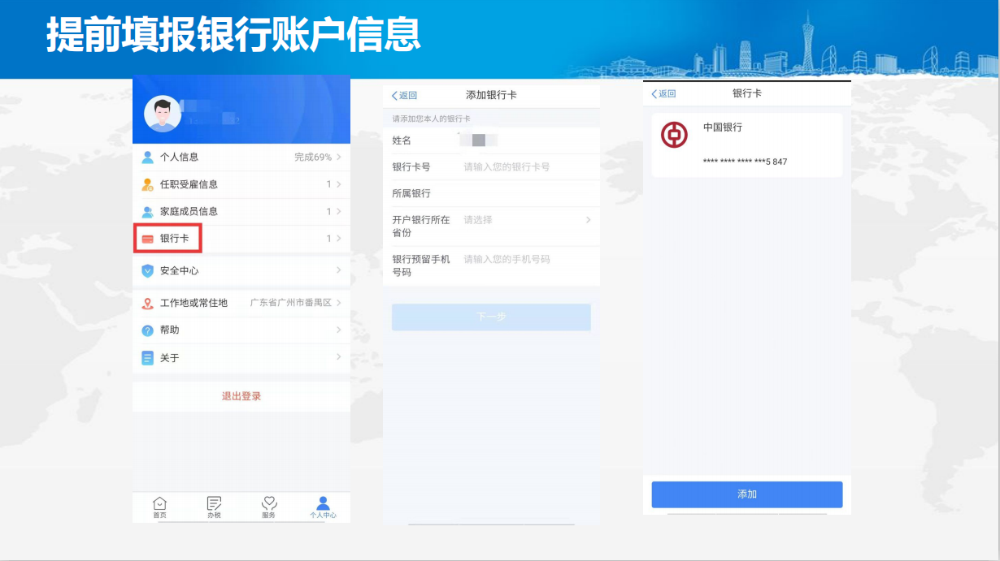 提前填报银行账户信息
个人信息 完成69%
任职受雇信息 1
家庭成员信息 1
银行卡 1
安全中心
工作地或常住地 广东省广州市番禺区
帮助
关于
退出登录
首页 办税 服务 个人中心
返回 添加银行卡
请添加您本人的银行卡
姓名
银行卡号 请输入您的银行卡号
所属银行
开户银行所在 请选择
省份
银行预留手机 请输入您的手机号码
号码
下一步
返回 银行卡
中国银行
**** **** **** ***5 847
添加